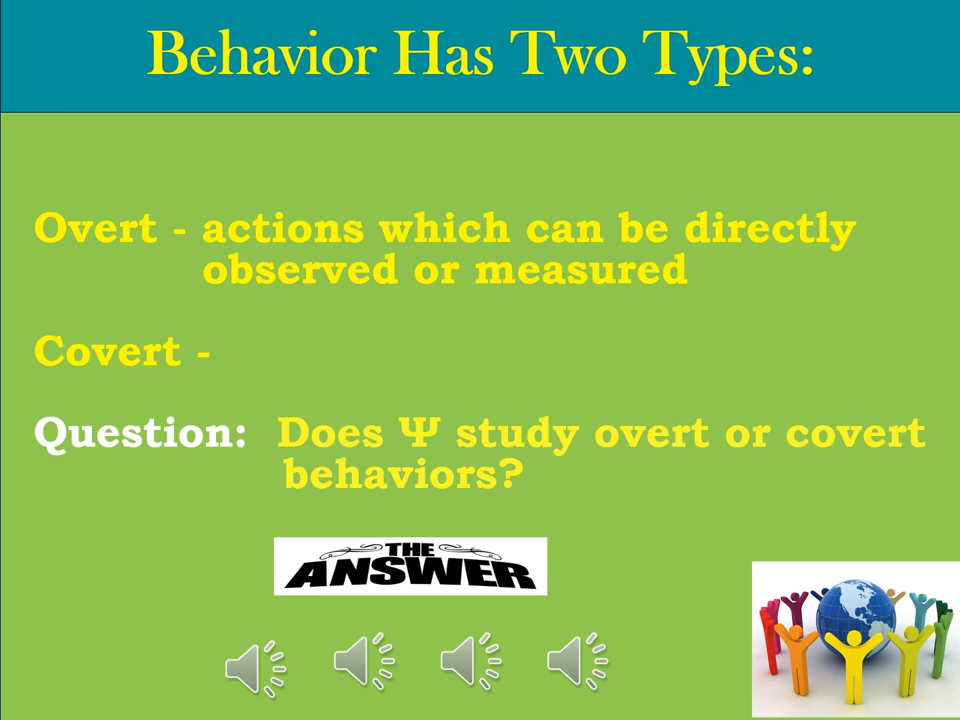 Behavior Has Two Types:
Overt - actions which can be directly
observed or measured
Covert -
Question: Does Ψ study overt or covert
behaviors?
THE
ANSWER